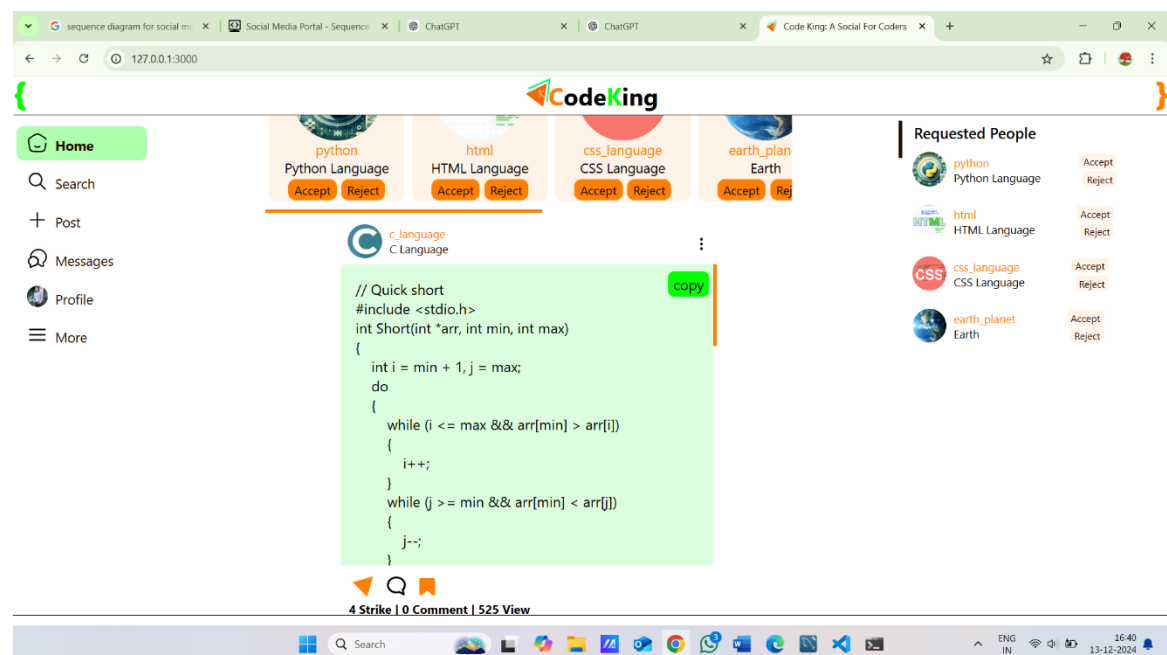 sequence diagram for social me
Social Media Portal - Sequence
ChatGPT
ChatGPT
Code King: A Social For Coders
127.0.0.1:3000
{
CodeKing
}
Home
Search
Post
Messages
Profile
More
python
Python Language
Accept Reject
html
HTML Language
Accept Reject
css_language
CSS Language
Accept Reject
earth_plan
Earth
Accept Rej
c_language
C Language
copy
// Quick short
#include <stdio.h>
int Short(int *arr, int min, int max)
{
int i = min + 1, j = max;
do
{
while (i <= max && arr[min] > arr[i])
{
i++;
}
while (j >= min && arr[min] < arr[j])
{
j--;
}
4 Strike | 0 Comment | 525 View
Requested People
python
Python Language
Accept
Reject
html
HTML Language
Accept
Reject
css_language
CSS Language
Accept
Reject
earth_planet
Earth
Accept
Reject
HTML
CSS
Search
3
ENG
IN
16:40
13-12-2024